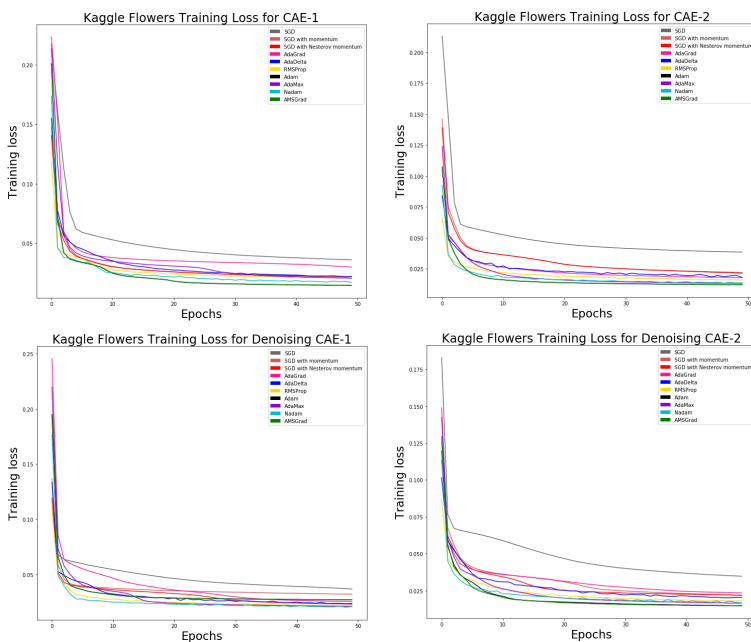 Kaggle Flowers Training Loss for CAE-1
SGD
SGD with momentum
SGD with Nesterov momentum
AdaGrad
AdaDelta
RMSProp
Adam
AdaMax
Nadam
AMSGrad
0.20
0.15
0.10
0.05
Training loss
0 10 20 30 40 50
Epochs
Kaggle Flowers Training Loss for CAE-2
SGD
SGD with momentum
SGD with Nesterov momentum
AdaGrad
AdaDelta
RMSProp
Adam
AdaMax
Nadam
AMSGrad
0.200
0.175
0.150
0.125
0.100
0.075
0.050
0.025
Training loss
0 10 20 30 40 50
Epochs
Kaggle Flowers Training Loss for Denoising CAE-1
SGD
SGD with momentum
SGD with Nesterov momentum
AdaGrad
AdaDelta
RMSProp
Adam
AdaMax
Nadam
AMSGrad
0.25
0.20
0.15
0.10
0.05
Training loss
0 10 20 30 40 50
Epochs
Kaggle Flowers Training Loss for Denoising CAE-2
SGD
SGD with momentum
SGD with Nesterov momentum
AdaGrad
AdaDelta
RMSProp
Adam
AdaMax
Nadam
AMSGrad
0.175
0.150
0.125
0.100
0.075
0.050
0.025
Training loss
0 10 20 30 40 50
Epochs